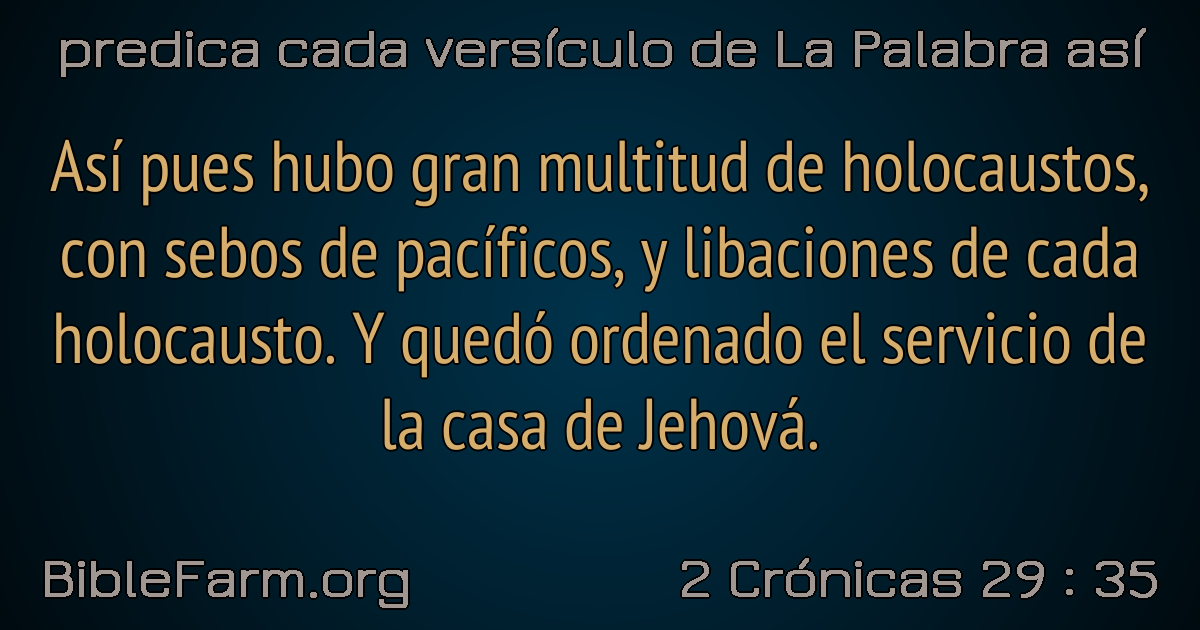 predica cada versículo de La Palabra así
Así pues hubo gran multitud de holocaustos,
con sebos de pacíficos, y libaciones de cada
holocausto. Y quedó ordenado el servicio de
la casa de Jehová.
BibleFarm.org
2 Crónicas 29 : 35